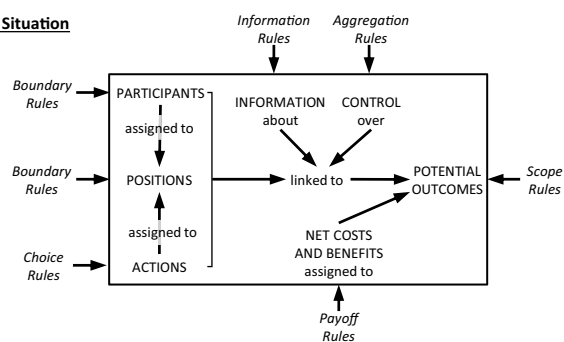 Situation
Information
Rules
Aggregation
Rules
Boundary
Rules
PARTICIPANTS
assigned to
INFORMATION
about
CONTROL
over
Boundary
Rules
POSITIONS
linked to
POTENTIAL
OUTCOMES
Scope
Rules
assigned to
Choice
Rules
ACTIONS
NET COSTS
AND BENEFITS
assigned to
Payoff
Rules